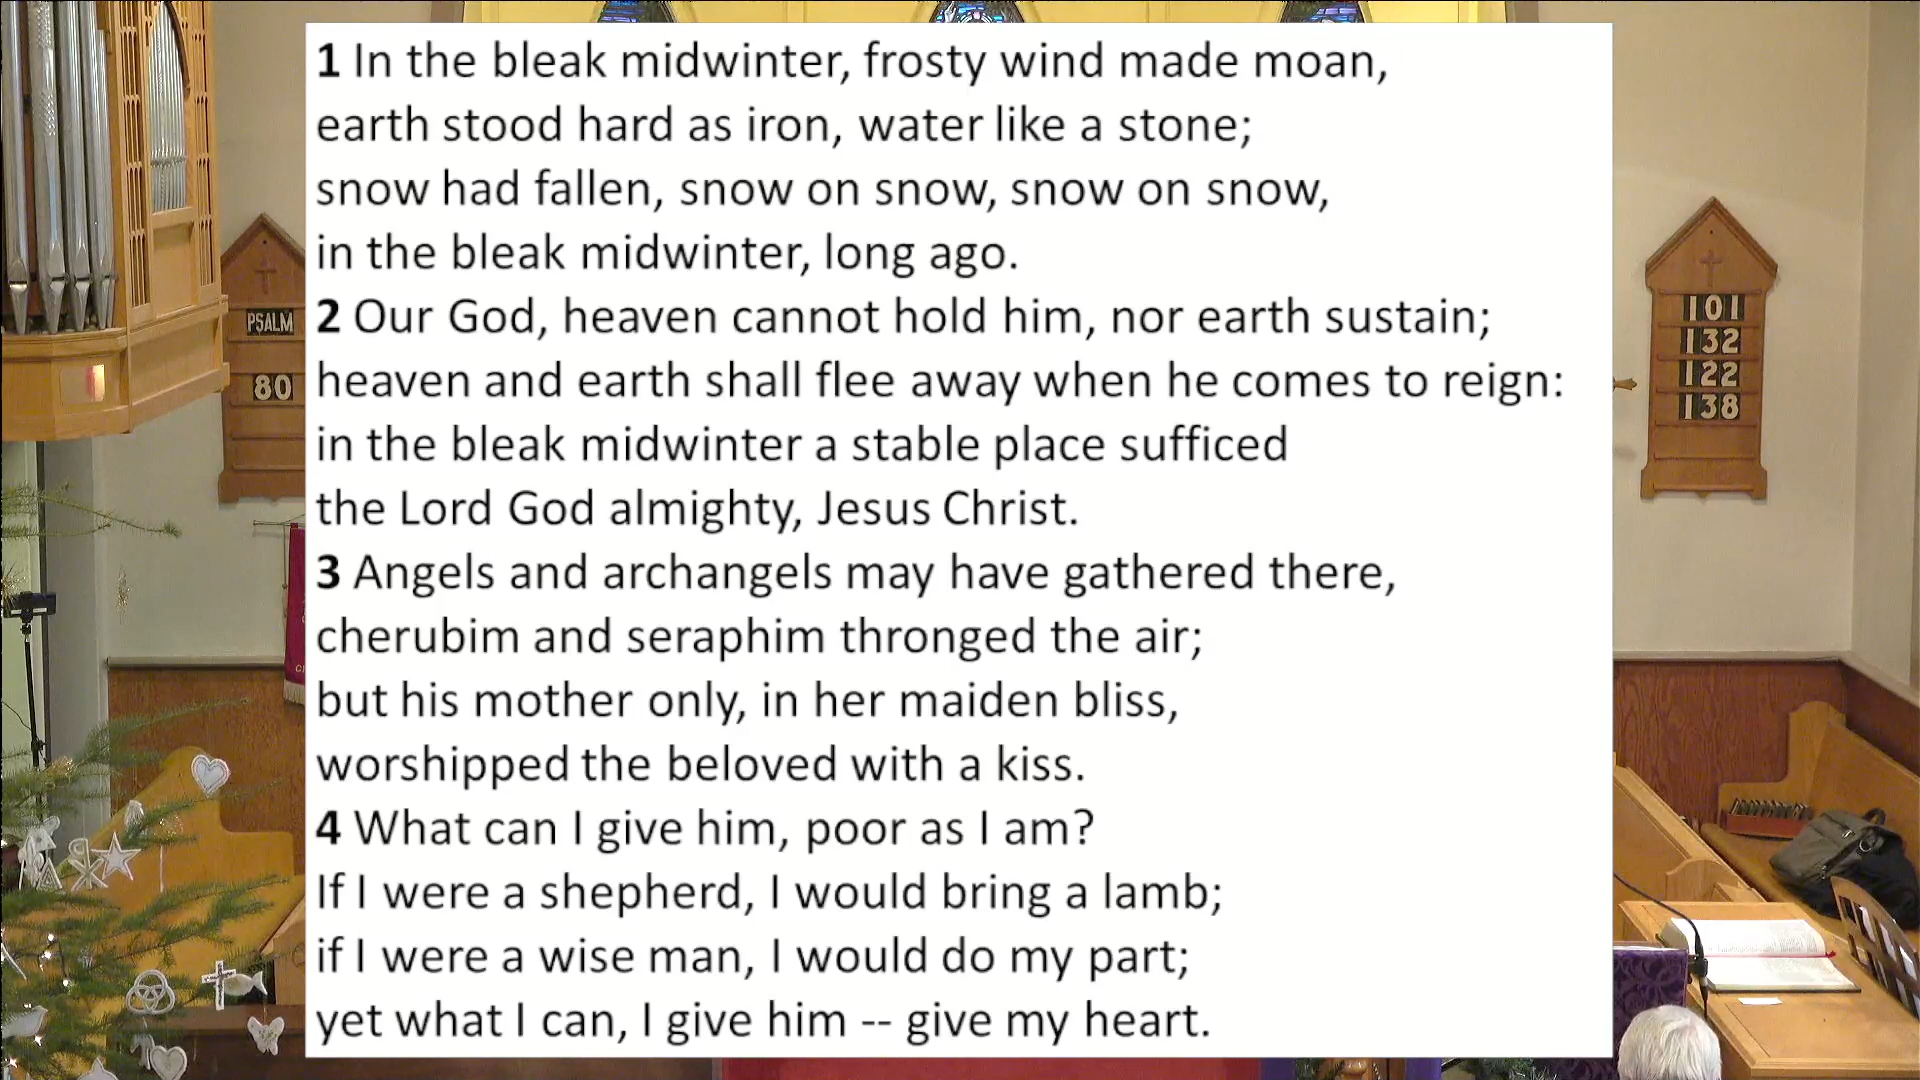 1 In the bleak midwinter, frosty wind made moan,
earth stood hard as iron, water like a stone;
snow had fallen, snow on snow, snow on snow,
in the bleak midwinter, long ago.
2 Our God, heaven cannot hold him, nor earth sustain;
heaven and earth shall flee away when he comes to reign:
in the bleak midwinter a stable place sufficed
the Lord God almighty, Jesus Christ.
3 Angels and archangels may have gathered there,
cherubim and seraphim thronged the air;
but his mother only, in her maiden bliss,
worshipped the beloved with a kiss.
4 What can I give him, poor as I am?
If I were a shepherd, I would bring a lamb;
if I were a wise man, I would do my part;
yet what I can, I give him -- give my heart.
PSALM
80
101
132
122
138